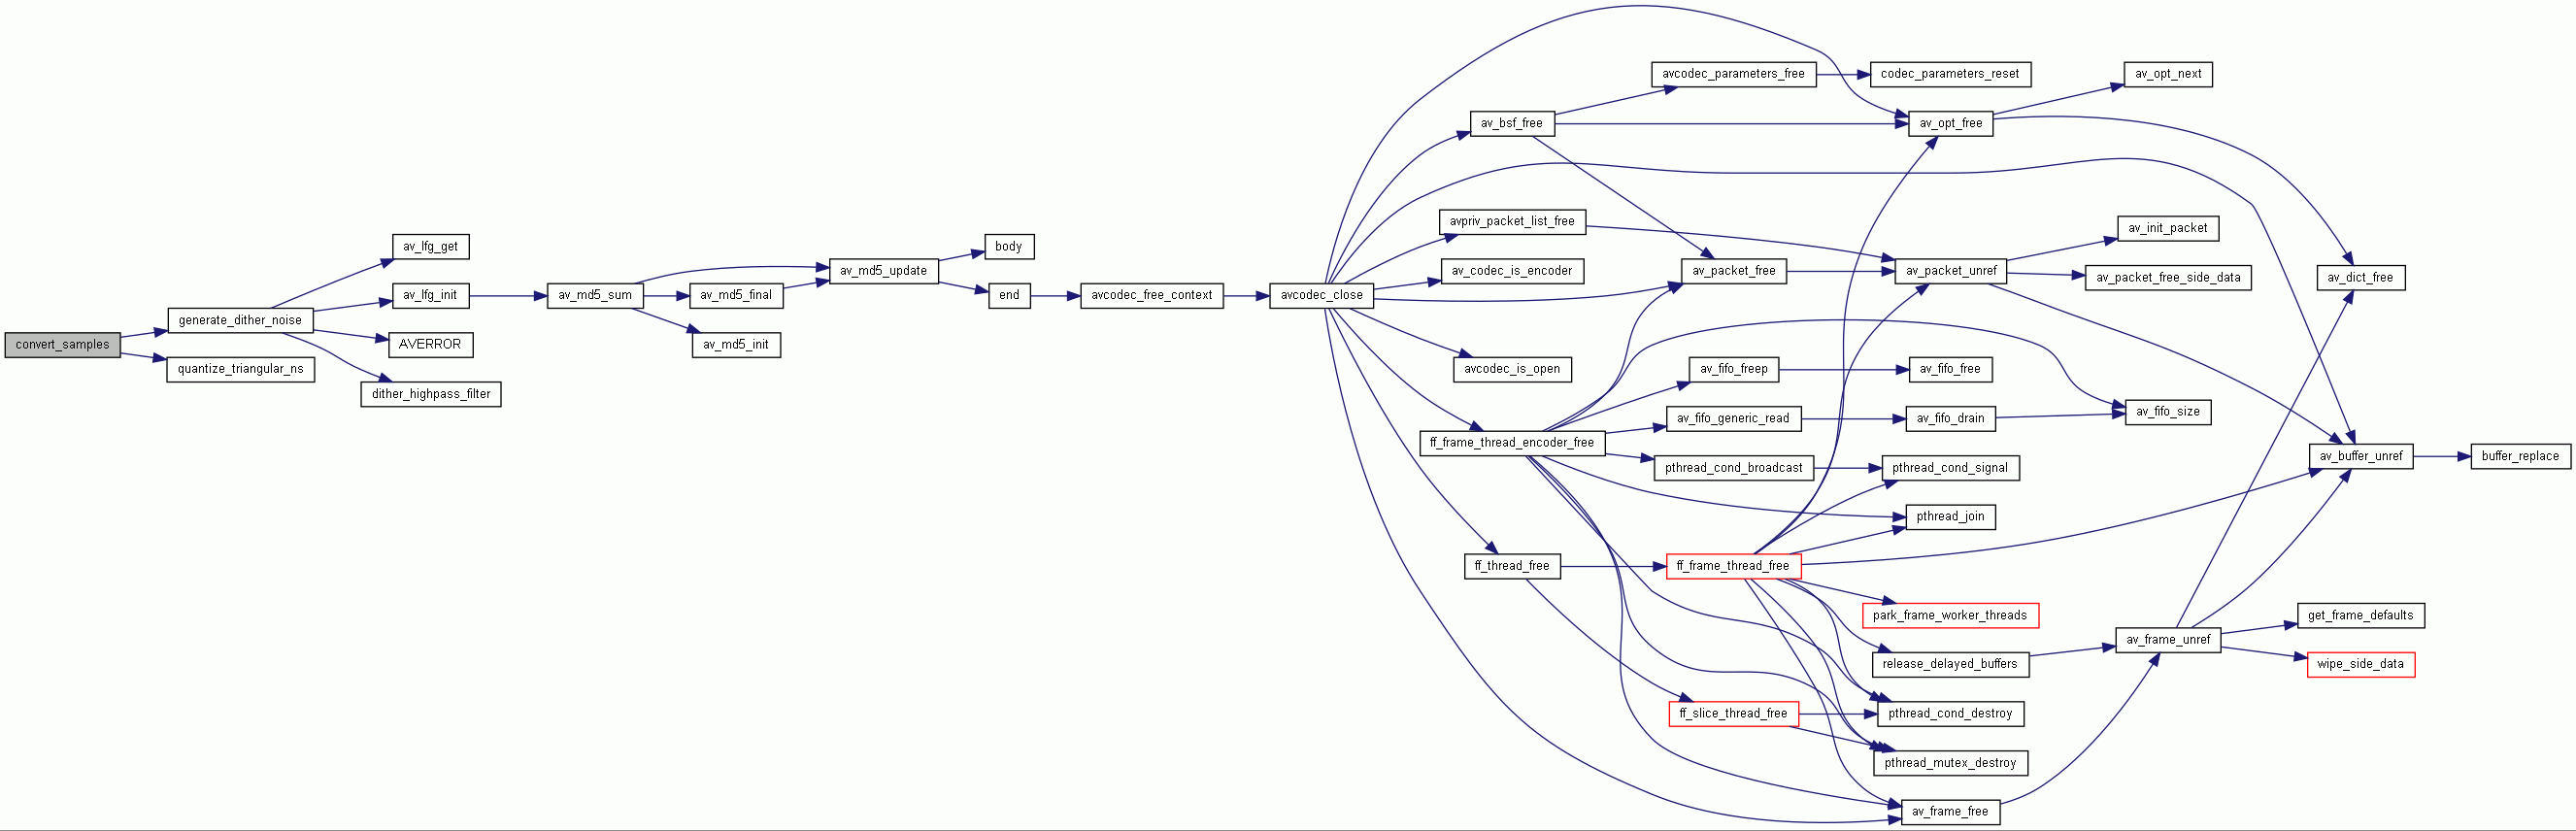 convert_samples
generate_dither_noise
quantize_triangular_ns
av_lfg_get
av_lfg_init
AVERROR
dither_highpass_filter
av_md5_sum
av_md5_final
av_md5_init
av_md5_update
body
end
avcodec_free_context
avcodec_close
av_bsf_free
avpriv_packet_list_free
av_codec_is_encoder
avcodec_is_open
ff_frame_thread_encoder_free
ff_thread_free
avcodec_parameters_free
av_packet_free
av_fifo_freep
av_fifo_generic_read
pthread_cond_broadcast
ff_frame_thread_free
ff_slice_thread_free
codec_parameters_reset
av_opt_free
av_packet_unref
av_fifo_free
av_fifo_drain
pthread_cond_signal
pthread_join
park_frame_worker_threads
release_delayed_buffers
pthread_cond_destroy
pthread_mutex_destroy
av_frame_free
av_opt_next
av_init_packet
av_packet_free_side_data
av_fifo_size
av_frame_unref
av_dict_free
av_buffer_unref
get_frame_defaults
wipe_side_data
buffer_replace